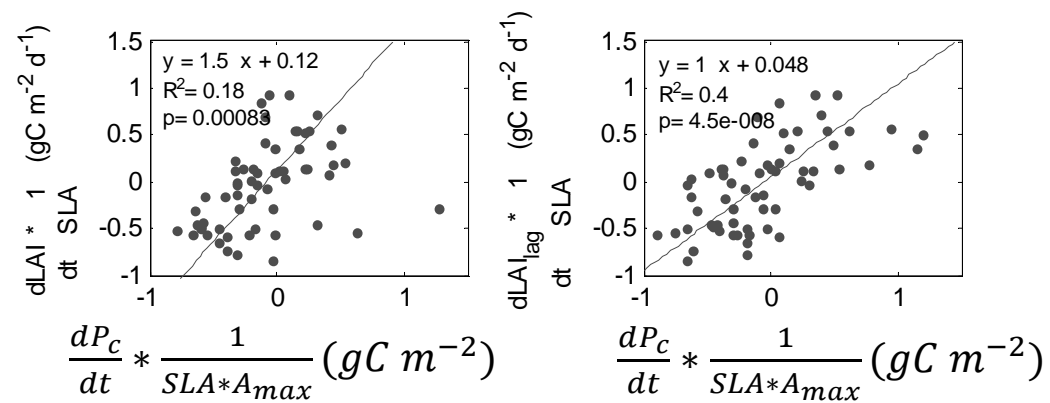 dLAI * 1 (gC m⁻² d⁻¹)
dt SLA
1.5
1
0.5
0
-0.5
-1
y = 1.5 x + 0.12
R²= 0.18
p= 0.00083
-1 0 1
dP_c/dt * 1/(SLA*A_max) (gC m⁻²)
dLAI_lag * 1 (gC m⁻² d⁻¹)
dt SLA
1.5
1
0.5
0
-0.5
-1
y = 1 x + 0.048
R²= 0.4
p= 4.5e-008
-1 0 1
dP_c/dt * 1/(SLA*A_max) (gC m⁻²)